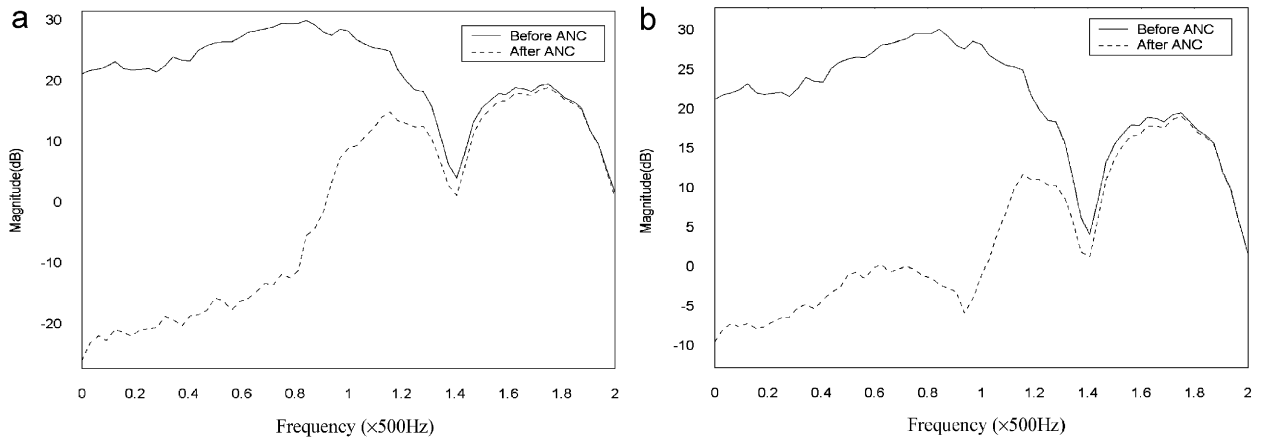 a
30
20
10
0
-10
-20
Magnitude(dB)
Before ANC
After ANC
0 0.2 0.4 0.6 0.8 1 1.2 1.4 1.6 1.8 2
Frequency (×500Hz)
b
30
25
20
15
10
5
0
-5
-10
Magnitude(dB)
Before ANC
After ANC
0 0.2 0.4 0.6 0.8 1 1.2 1.4 1.6 1.8 2
Frequency (×500Hz)